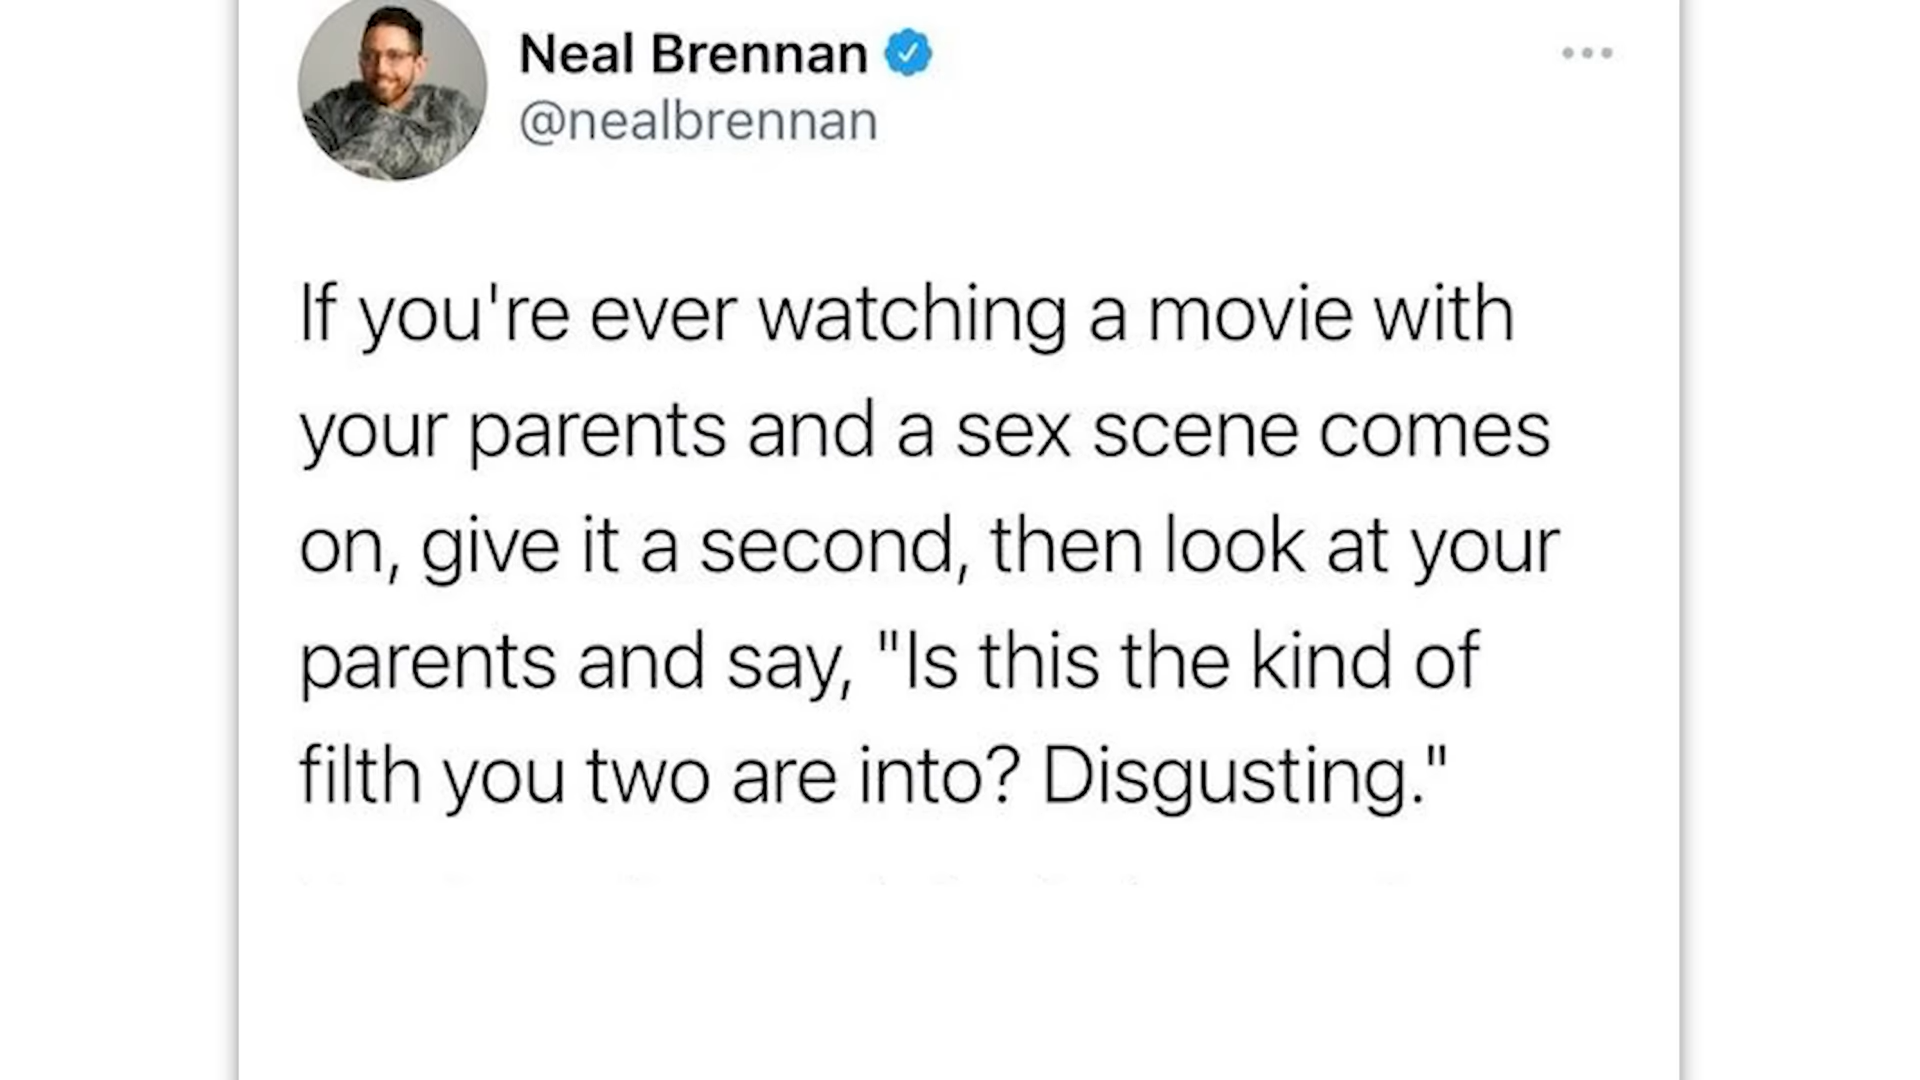 Neal Brennan
@nealbrennan
If you're ever watching a movie with
your parents and a sex scene comes
on, give it a second, then look at your
parents and say, "Is this the kind of
filth you two are into? Disgusting."